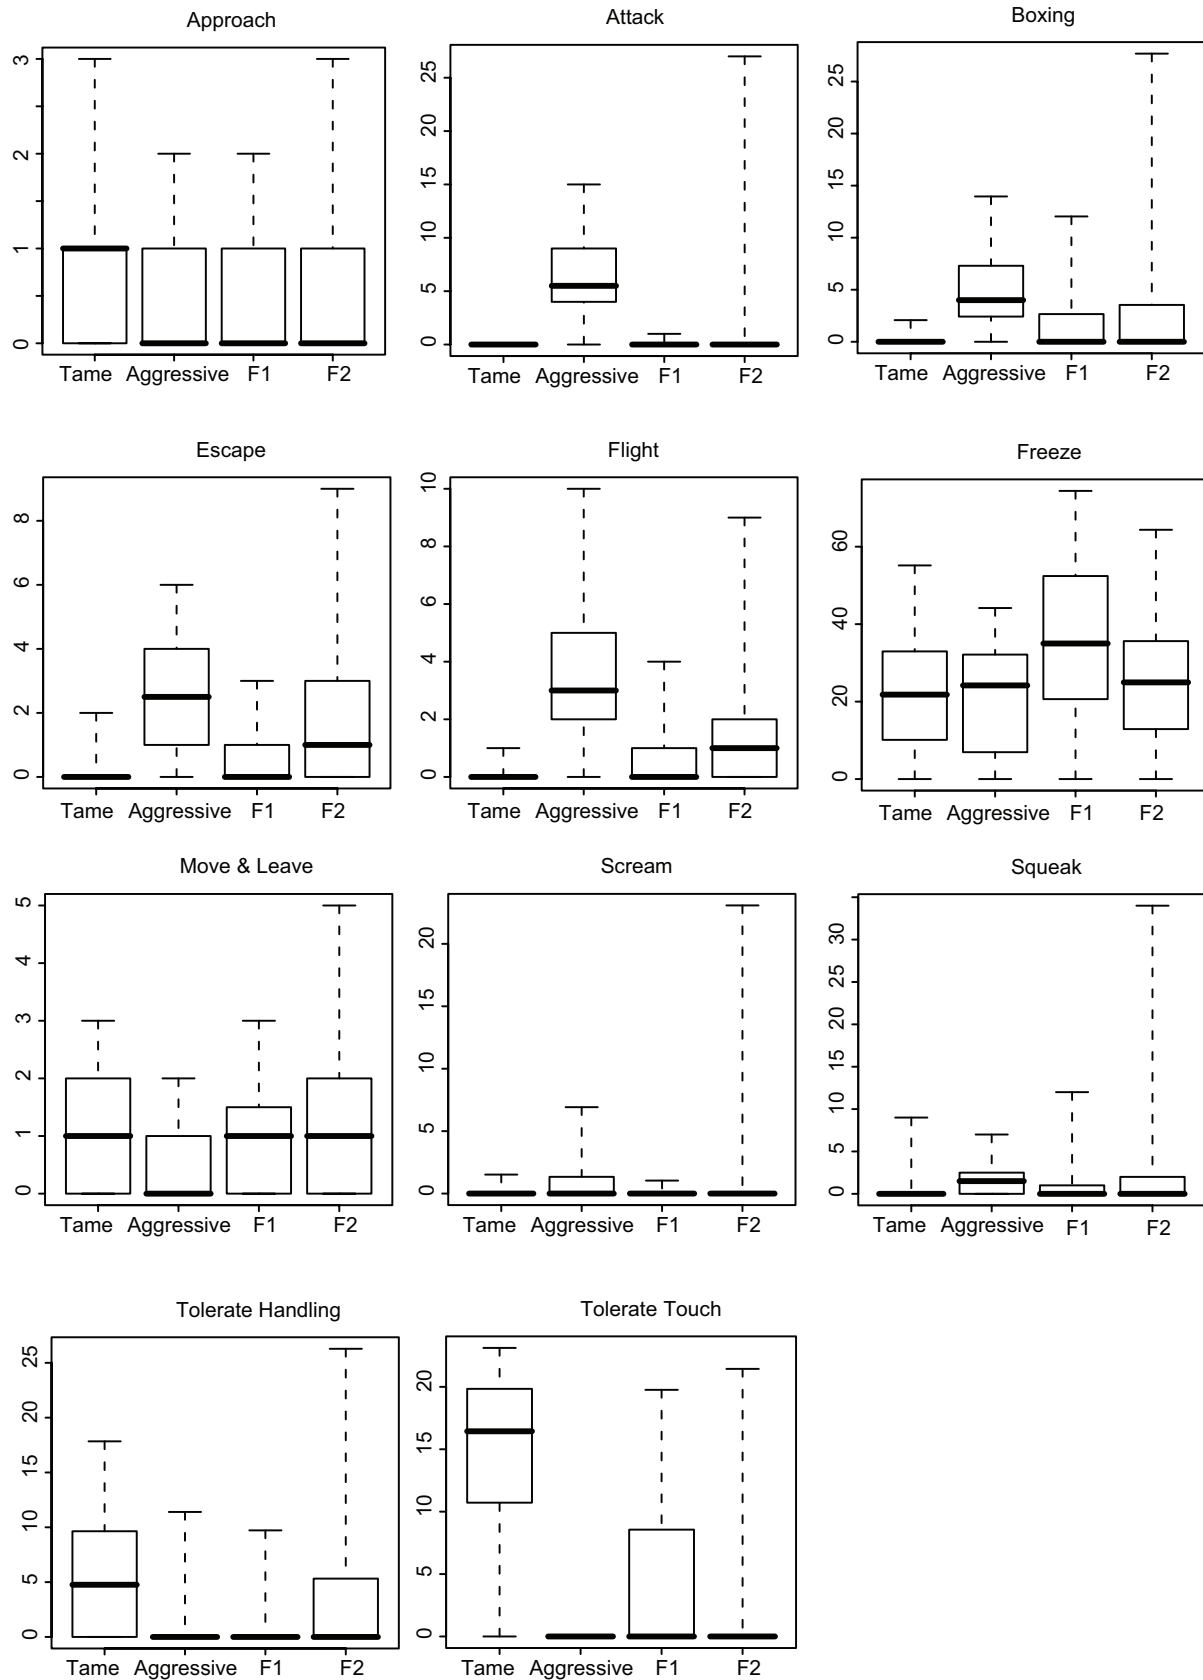 Approach
3
2
1
0
Tame Aggressive F1 F2
Attack
25
20
15
10
5
0
Tame Aggressive F1 F2
Boxing
25
20
15
10
5
0
Tame Aggressive F1 F2
Escape
8
6
4
2
0
Tame Aggressive F1 F2
Flight
10
8
6
4
2
0
Tame Aggressive F1 F2
Freeze
60
40
20
0
Tame Aggressive F1 F2
Move & Leave
5
4
3
2
1
0
Tame Aggressive F1 F2
Scream
20
15
10
5
0
Tame Aggressive F1 F2
Squeak
30
25
20
15
10
5
0
Tame Aggressive F1 F2
Tolerate Handling
25
20
15
10
5
0
Tame Aggressive F1 F2
Tolerate Touch
20
15
10
5
0
Tame Aggressive F1 F2